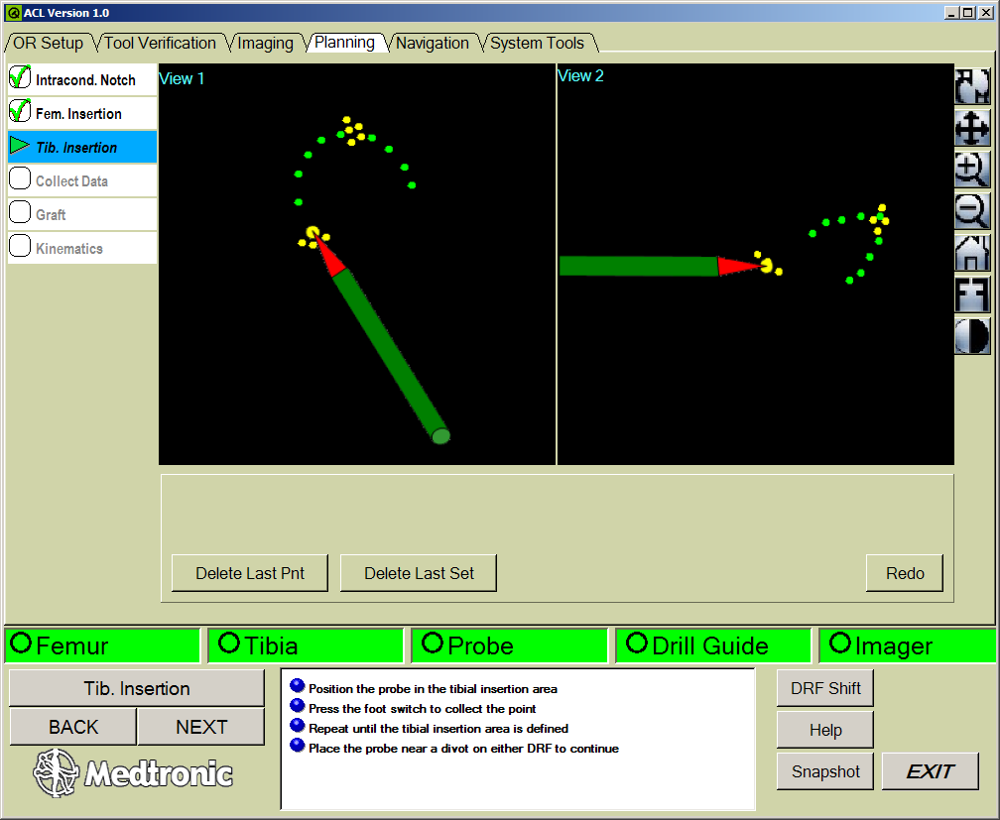 ACL Version 1.0
OR Setup Tool Verification Imaging Planning Navigation System Tools
Intracond. Notch
Fem. Insertion
Tib. Insertion
Collect Data
Graft
Kinematics
View 1
View 2
Delete Last Pnt Delete Last Set Redo
Femur Tibia Probe Drill Guide Imager
Tib. Insertion
BACK NEXT
Medtronic
Position the probe in the tibial insertion area
Press the foot switch to collect the point
Repeat until the tibial insertion area is defined
Place the probe near a divot on either DRF to continue
DRF Shift
Help
Snapshot EXIT